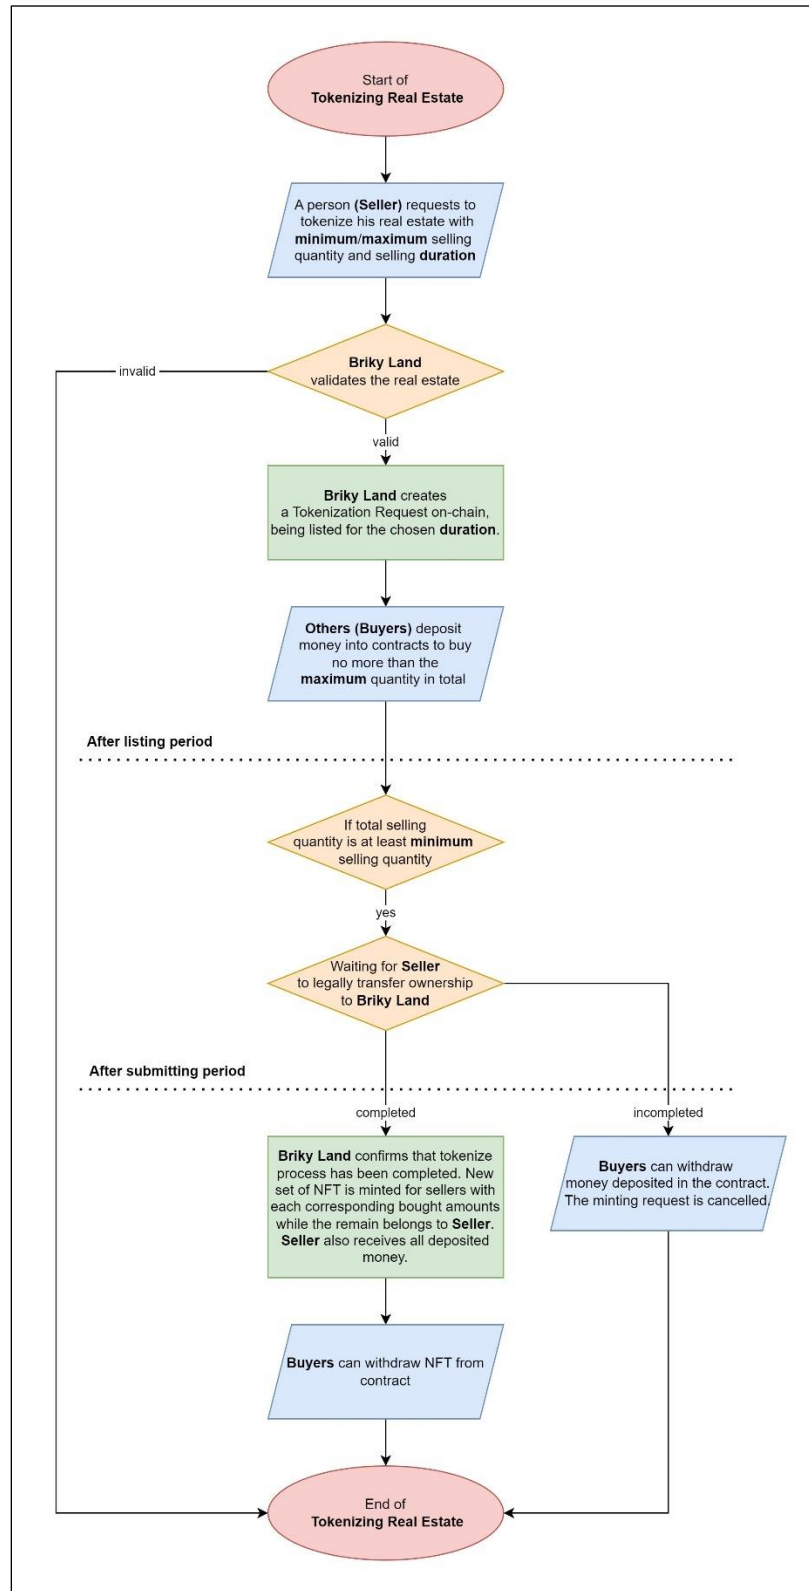 Start of
Tokenizing Real Estate
A person (Seller) requests to
tokenize his real estate with
minimum/maximum selling
quantity and selling duration
Briky Land
validates the real estate
invalid
valid
Briky Land creates
a Tokenization Request on-chain,
being listed for the chosen duration.
Others (Buyers) deposit
money into contracts to buy
no more than the
maximum quantity in total
After listing period
If total selling
quantity is at least minimum
selling quantity
yes
Waiting for Seller
to legally transfer ownership
to Briky Land
After submitting period
completed
incompleted
Briky Land confirms that tokenize
process has been completed. New
set of NFT is minted for sellers with
each corresponding bought amounts
while the remain belongs to Seller.
Seller also receives all deposited
money.
Buyers can withdraw
money deposited in the contract.
The minting request is cancelled.
Buyers can withdraw NFT from
contract
End of
Tokenizing Real Estate